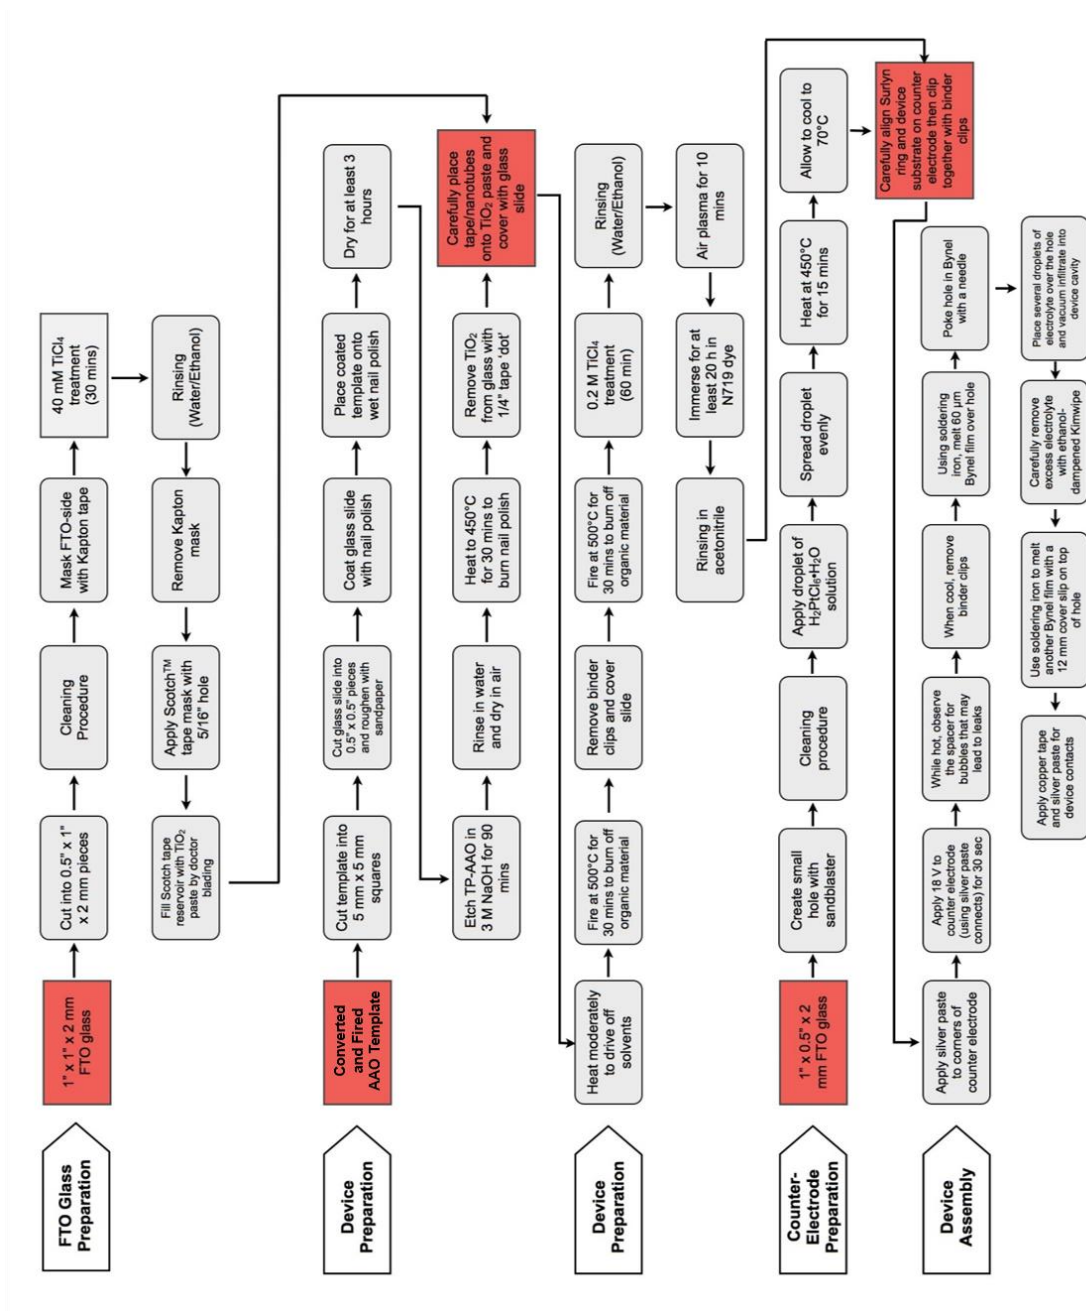 FTO Glass
Preparation
1" x 1" x 2 mm
FTO glass
Cut into 0.5" x 1"
x 2 mm pieces
Cleaning
Procedure
Mask FTO-side
with Kapton tape
40 mM TiCl₄
treatment
(30 mins)
Rinsing
(Water/Ethanol)
Remove Kapton
mask
Apply Scotch™
tape mask with
5/16" hole
Fill Scotch tape
reservoir with TiO₂
paste by doctor
blading
Device
Preparation
Converted
and Fired
AAO Template
Cut template into
5 mm x 5 mm
squares
Cut glass slide into
0.5" x 0.5" pieces
and roughen with
sandpaper
Coat glass slide
with nail polish
Place coated
template onto
wet nail polish
Dry for at least 3
hours
Etch TP-AAO in
3 M NaOH for 90
mins
Rinse in water
and dry in air
Heat to 450°C
for 30 mins to
burn nail polish
Remove TiO₂
from glass with
1/4" tape 'dot'
Carefully place
tape/nanotubes
onto TiO₂ paste and
cover with glass
slide
Device
Preparation
Heat moderately
to drive off
solvents
Fire at 500°C for
30 mins to burn off
organic material
Remove binder
clips and cover
slide
Fire at 500°C for
30 mins to burn off
organic material
0.2 M TiCl₄
treatment
(60 min)
Rinsing
(Water/Ethanol)
Air plasma for 10
mins
Immerse for at
least 20 h in
N719 dye
Rinsing in
acetonitrile
Counter-
Electrode
Preparation
1" x 0.5" x 2
mm FTO glass
Create small
hole with
sandblaster
Cleaning
procedure
Apply droplet of
H₂PtCl₆•H₂O
solution
Spread droplet
evenly
Heat at 450°C
for 15 mins
Allow to cool to
70°C
Carefully align Surlyn
ring and device
substrate on counter
electrode then clip
together with binder
clips
Device
Assembly
Apply silver paste
to corners of
counter electrode
Apply 18 V to
counter electrode
(using silver paste
connects) for 30 sec
While hot, observe
the spacer for
bubbles that may
lead to leaks
When cool, remove
binder clips
Using soldering
iron, melt 60 µm
Bynel film over hole
Poke hole in Bynel
with a needle
Place several droplets of
electrolyte over the hole
and vacuum infiltrate into
device cavity
Carefully remove
excess electrolyte
with ethanol-
dampened Kimwipe
Use soldering iron to melt
another Bynel film with a
12 mm cover slip on top
of hole
Apply copper tape
and silver paste for
device contacts